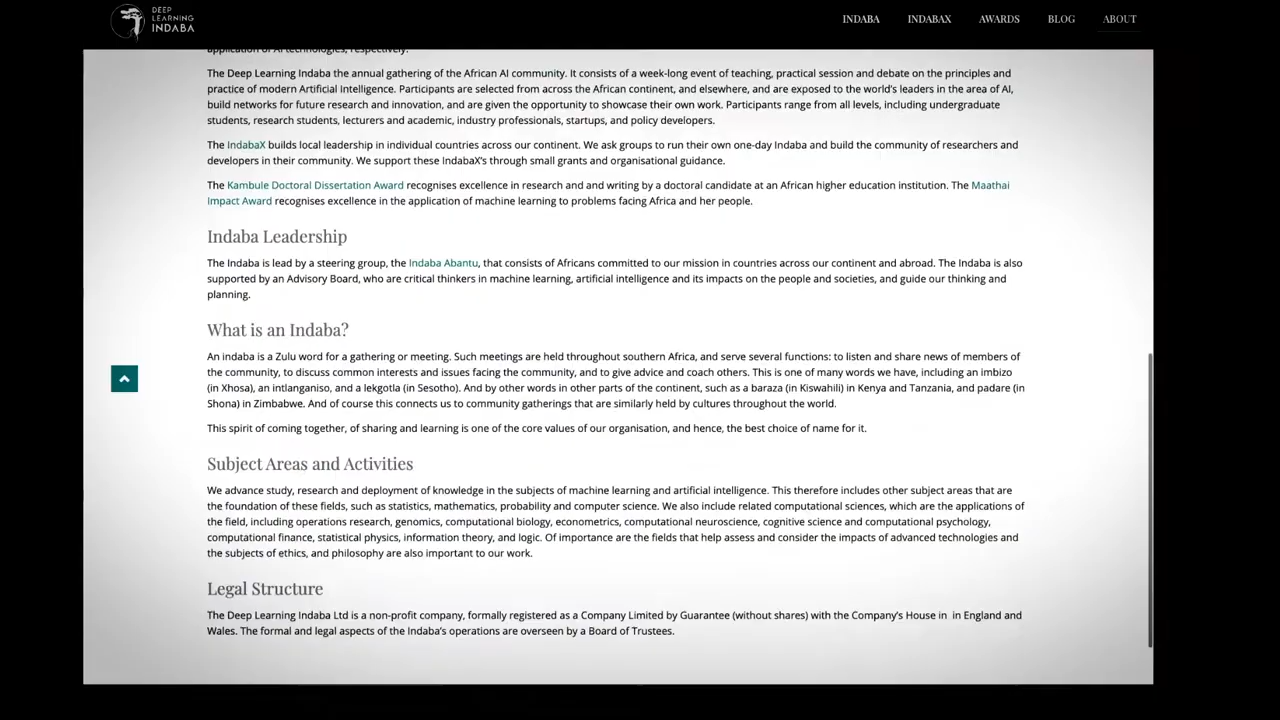 DEEP
LEARNING
INDABA
INDABA
INDABAX
AWARDS
BLOG
ABOUT
application of AI technologies, respectively.
The Deep Learning Indaba the annual gathering of the African AI community. It consists of a week-long event of teaching, practical session and debate on the principles and
practice of modern Artificial Intelligence. Participants are selected from across the African continent, and elsewhere, and are exposed to the world's leaders in the area of AI,
build networks for future research and innovation, and are given the opportunity to showcase their own work. Participants range from all levels, including undergraduate
students, research students, lecturers and academic, industry professionals, startups, and policy developers.
The IndabaX builds local leadership in individual countries across our continent. We ask groups to run their own one-day Indaba and build the community of researchers and
developers in their community. We support these IndabaX's through small grants and organisational guidance.
The Kambule Doctoral Dissertation Award recognises excellence in research and and writing by a doctoral candidate at an African higher education institution. The Maathai
Impact Award recognises excellence in the application of machine learning to problems facing Africa and her people.
Indaba Leadership
The Indaba is lead by a steering group, the Indaba Abantu, that consists of Africans committed to our mission in countries across our continent and abroad. The Indaba is also
supported by an Advisory Board, who are critical thinkers in machine learning, artificial intelligence and its impacts on the people and societies, and guide our thinking and
planning.
What is an Indaba?
An indaba is a Zulu word for a gathering or meeting. Such meetings are held throughout southern Africa, and serve several functions: to listen and share news of members of
the community, to discuss common interests and issues facing the community, and to give advice and coach others. This is one of many words we have, including an imbizo
(in Xhosa), an intlanganiso, and a lekgotla (in Sesotho). And by other words in other parts of the continent, such as a baraza (in Kiswahili) in Kenya and Tanzania, and padare (in
Shona) in Zimbabwe. And of course this connects us to community gatherings that are similarly held by cultures throughout the world.
This spirit of coming together, of sharing and learning is one of the core values of our organisation, and hence, the best choice of name for it.
Subject Areas and Activities
We advance study, research and deployment of knowledge in the subjects of machine learning and artificial intelligence. This therefore includes other subject areas that are
the foundation of these fields, such as statistics, mathematics, probability and computer science. We also include related computational sciences, which are the applications of
the field, including operations research, genomics, computational biology, econometrics, computational neuroscience, cognitive science and computational psychology,
computational finance, statistical physics, information theory, and logic. Of importance are the fields that help assess and consider the impacts of advanced technologies and
the subjects of ethics, and philosophy are also important to our work.
Legal Structure
The Deep Learning Indaba Ltd is a non-profit company, formally registered as a Company Limited by Guarantee (without shares) with the Company's House in in England and
Wales. The formal and legal aspects of the Indaba's operations are overseen by a Board of Trustees.